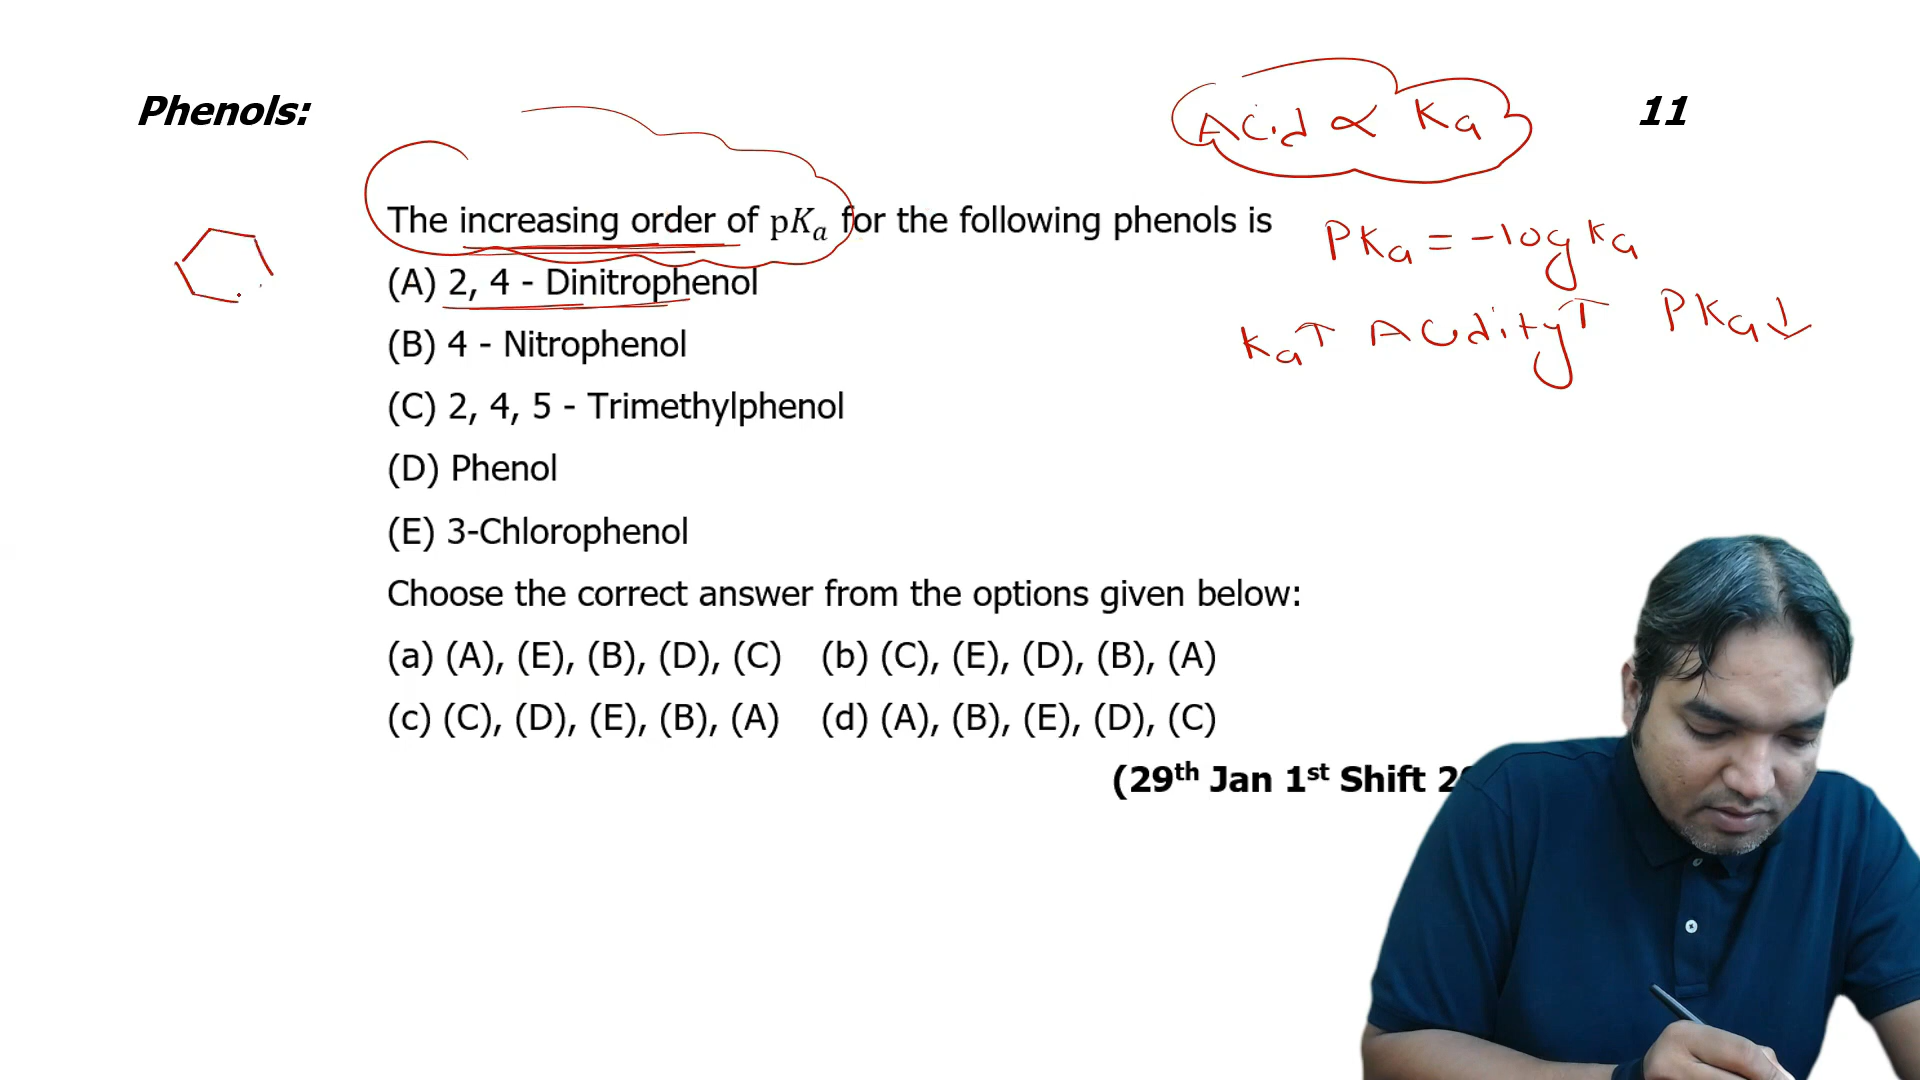 Phenols:
Acid ∝ Ka
11
The increasing order of pKₐ for the following phenols is
PKa = -log Ka
(A) 2, 4 - Dinitrophenol
Ka↑ Acidity↑ PKa↓
(B) 4 - Nitrophenol
(C) 2, 4, 5 - Trimethylphenol
(D) Phenol
(E) 3-Chlorophenol
Choose the correct answer from the options given below:
(a) (A), (E), (B), (D), (C) (b) (C), (E), (D), (B), (A)
(c) (C), (D), (E), (B), (A) (d) (A), (B), (E), (D), (C)
(29th Jan 1st Shift